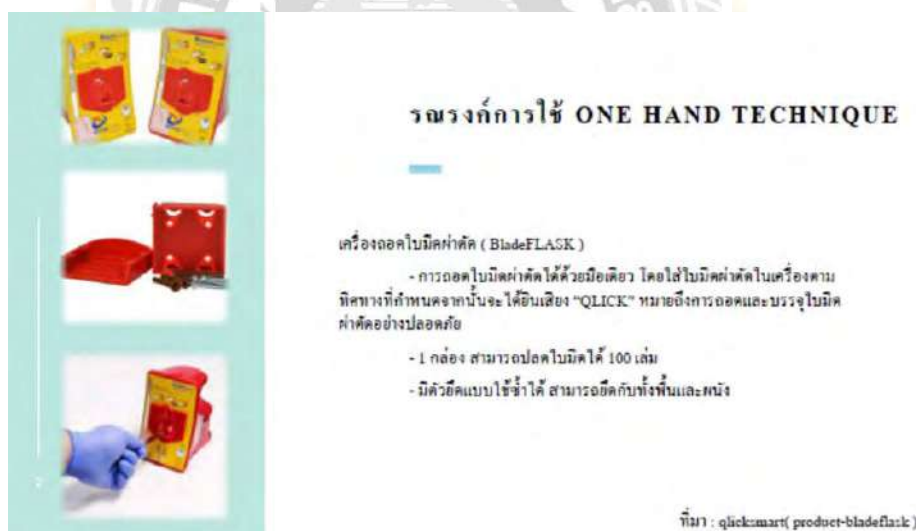 รณรงค์การใช้ ONE HAND TECHNIQUE
เครื่องถอดใบมีดผ่าตัด ( BladeFLASK )
- การถอดใบมีดผ่าตัดได้ด้วยมือเดียว โดยใส่ใบมีดผ่าตัดในเครื่องตาม
ทิศทางที่กำหนดจากนั้นจะได้ยินเสียง “QLICK” หมายถึงการถอดและบรรจุใบมีด
ผ่าตัดอย่างปลอดภัย
- 1 กล่อง สามารถปลดใบมีดได้ 100 เล่ม
- มีตัวยึดแบบใช้ซ้ำได้ สามารถยึดกับทั้งพื้นและผนัง
ที่มา : qlicksmart( product-bladeflask )